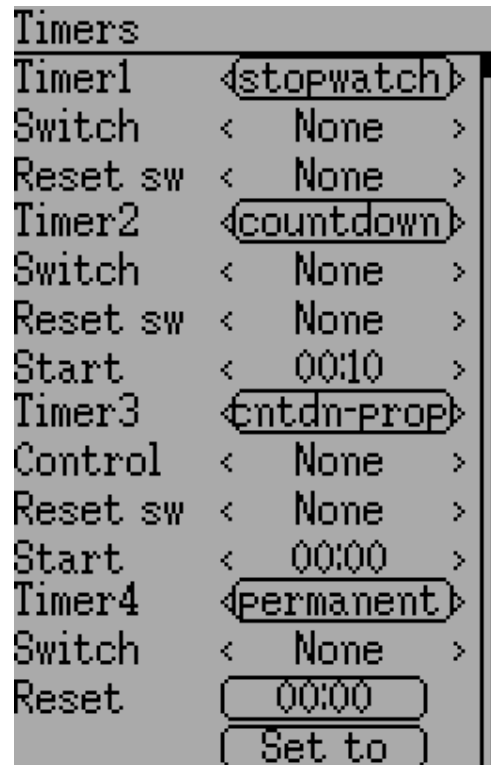 Timers
Timer1 <stopwatch>
Switch < None >
Reset sw < None >
Timer2 <countdown>
Switch < None >
Reset sw < None >
Start < 00:10 >
Timer3 <cntdn-prop>
Control < None >
Reset sw < None >
Start < 00:00 >
Timer4 <permanent>
Switch < None >
Reset 00:00
Set to